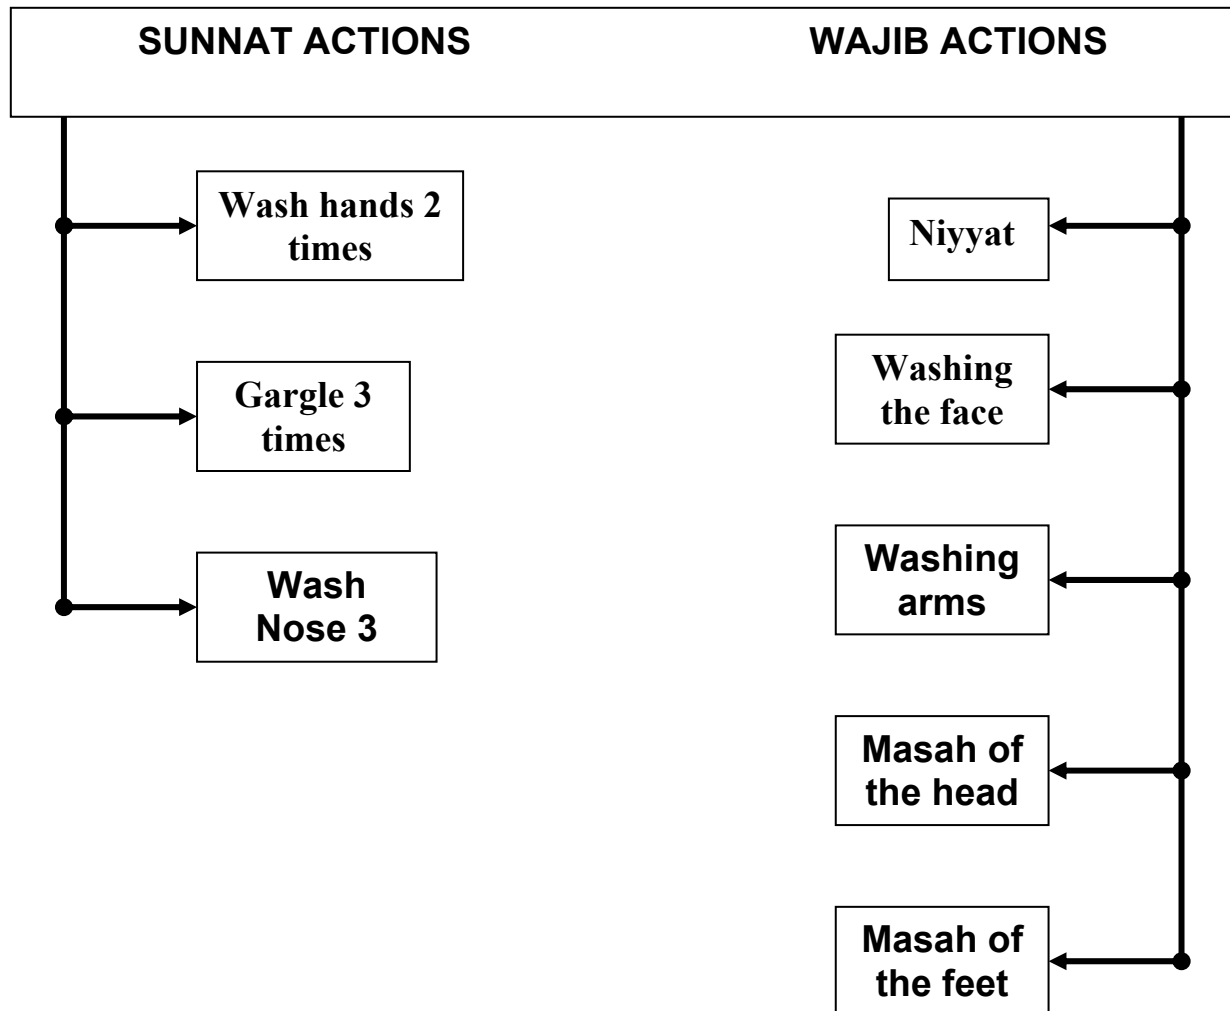 SUNNAT ACTIONS
WAJIB ACTIONS
Wash hands 2
times
Gargle 3
times
Wash
Nose 3
Niyyat
Washing
the face
Washing
arms
Masah of
the head
Masah of
the feet